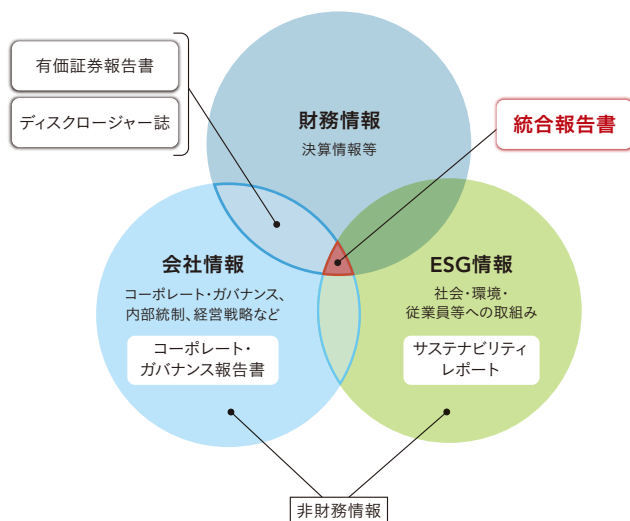 有価証券報告書
ディスクロージャー誌
財務情報
決算情報等
統合報告書
会社情報
コーポレート・ガバナンス、
内部統制、経営戦略など
コーポレート・
ガバナンス報告書
ESG情報
社会・環境・
従業員等への取組み
サステナビリティ
レポート
非財務情報